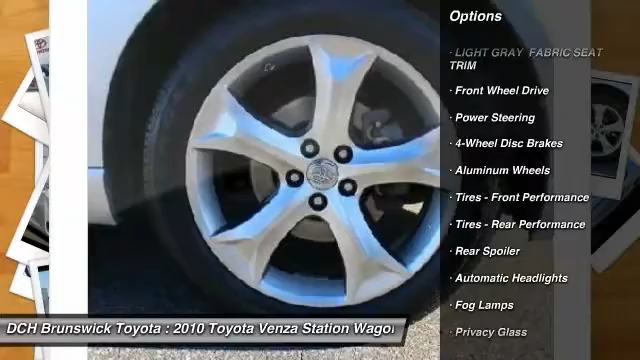 Options
· LIGHT GRAY FABRIC SEAT
TRIM
· Front Wheel Drive
· Power Steering
· 4-Wheel Disc Brakes
· Aluminum Wheels
· Tires - Front Performance
· Tires - Rear Performance
· Rear Spoiler
· Automatic Headlights
· Fog Lamps
· Privacy Glass
DCH Brunswick Toyota : 2010 Toyota Venza Station Wagon